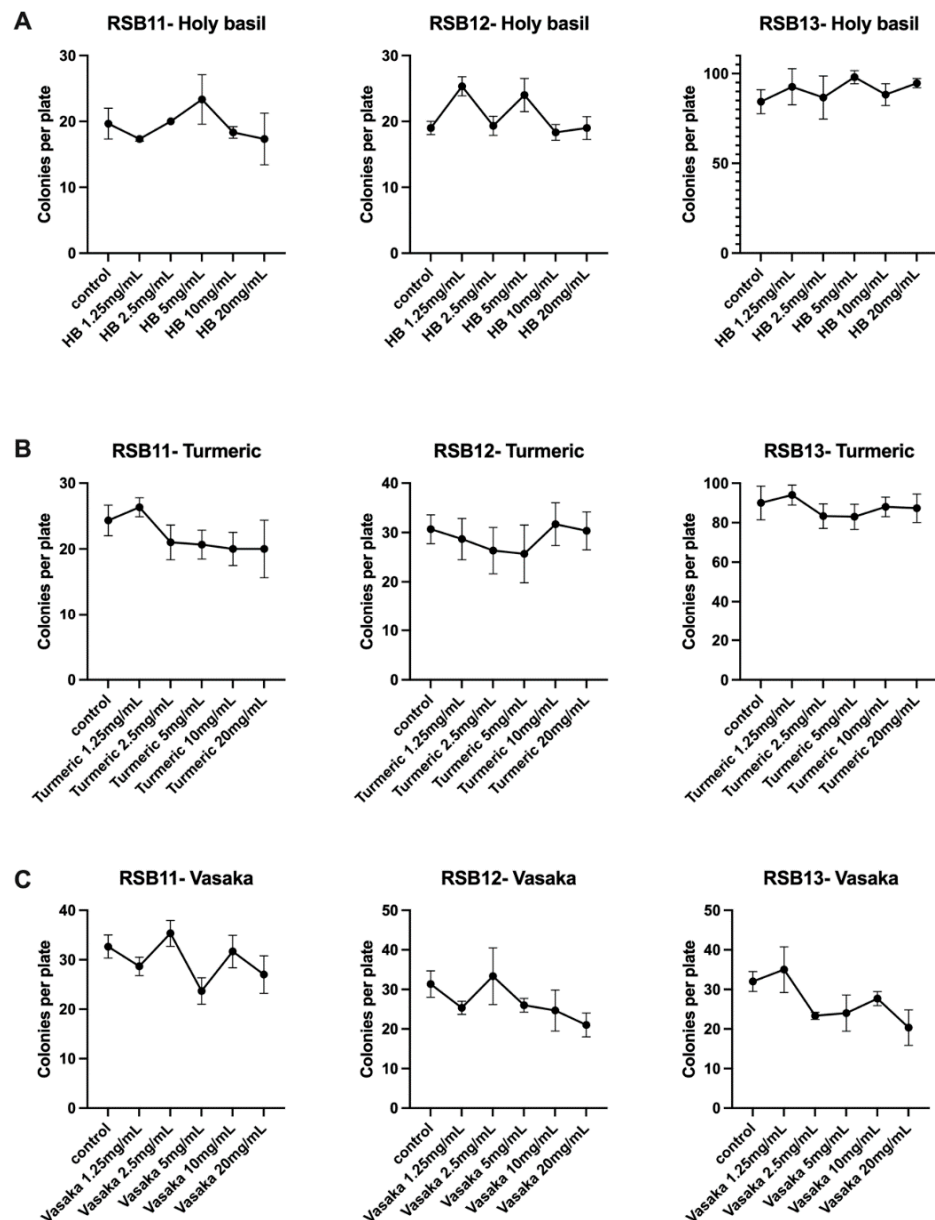 A
RSB11- Holy basil
Colonies per plate
30
20
10
0
control
HB 1.25mg/mL
HB 2.5mg/mL
HB 5mg/mL
HB 10mg/mL
HB 20mg/mL
RSB12- Holy basil
Colonies per plate
30
20
10
0
control
HB 1.25mg/mL
HB 2.5mg/mL
HB 5mg/mL
HB 10mg/mL
HB 20mg/mL
RSB13- Holy basil
Colonies per plate
100
50
0
control
HB 1.25mg/mL
HB 2.5mg/mL
HB 5mg/mL
HB 10mg/mL
HB 20mg/mL
B
RSB11- Turmeric
Colonies per plate
30
20
10
0
control
Turmeric 1.25mg/mL
Turmeric 2.5mg/mL
Turmeric 5mg/mL
Turmeric 10mg/mL
Turmeric 20mg/mL
RSB12- Turmeric
Colonies per plate
40
30
20
10
0
control
Turmeric 1.25mg/mL
Turmeric 2.5mg/mL
Turmeric 5mg/mL
Turmeric 10mg/mL
Turmeric 20mg/mL
RSB13- Turmeric
Colonies per plate
100
80
60
40
20
0
control
Turmeric 1.25mg/mL
Turmeric 2.5mg/mL
Turmeric 5mg/mL
Turmeric 10mg/mL
Turmeric 20mg/mL
C
RSB11- Vasaka
Colonies per plate
40
30
20
10
0
control
Vasaka 1.25mg/mL
Vasaka 2.5mg/mL
Vasaka 5mg/mL
Vasaka 10mg/mL
Vasaka 20mg/mL
RSB12- Vasaka
Colonies per plate
50
40
30
20
10
0
control
Vasaka 1.25mg/mL
Vasaka 2.5mg/mL
Vasaka 5mg/mL
Vasaka 10mg/mL
Vasaka 20mg/mL
RSB13- Vasaka
Colonies per plate
50
40
30
20
10
0
control
Vasaka 1.25mg/mL
Vasaka 2.5mg/mL
Vasaka 5mg/mL
Vasaka 10mg/mL
Vasaka 20mg/mL